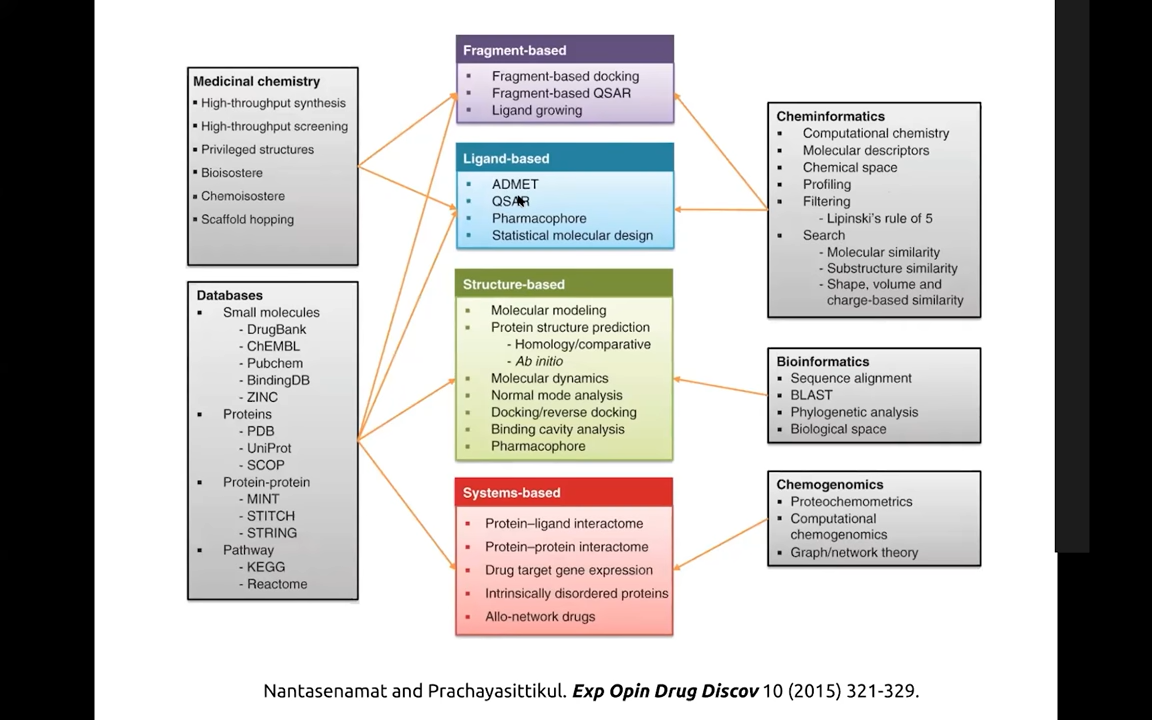 Medicinal chemistry
▪ High-throughput synthesis
▪ High-throughput screening
▪ Privileged structures
▪ Bioisostere
▪ Chemoisostere
▪ Scaffold hopping
Databases
▪ Small molecules
- DrugBank
- ChEMBL
- Pubchem
- BindingDB
- ZINC
▪ Proteins
- PDB
- UniProt
- SCOP
▪ Protein-protein
- MINT
- STITCH
- STRING
▪ Pathway
- KEGG
- Reactome
Fragment-based
▪ Fragment-based docking
▪ Fragment-based QSAR
▪ Ligand growing
Ligand-based
▪ ADMET
▪ QSAR
▪ Pharmacophore
▪ Statistical molecular design
Structure-based
▪ Molecular modeling
▪ Protein structure prediction
- Homology/comparative
- Ab initio
▪ Molecular dynamics
▪ Normal mode analysis
▪ Docking/reverse docking
▪ Binding cavity analysis
▪ Pharmacophore
Systems-based
▪ Protein–ligand interactome
▪ Protein–protein interactome
▪ Drug target gene expression
▪ Intrinsically disordered proteins
▪ Allo-network drugs
Cheminformatics
▪ Computational chemistry
▪ Molecular descriptors
▪ Chemical space
▪ Profiling
▪ Filtering
- Lipinski's rule of 5
▪ Search
- Molecular similarity
- Substructure similarity
- Shape, volume and
charge-based similarity
Bioinformatics
▪ Sequence alignment
▪ BLAST
▪ Phylogenetic analysis
▪ Biological space
Chemogenomics
▪ Proteochemometrics
▪ Computational
chemogenomics
▪ Graph/network theory
Nantasenamat and Prachayasittikul. Exp Opin Drug Discov 10 (2015) 321-329.